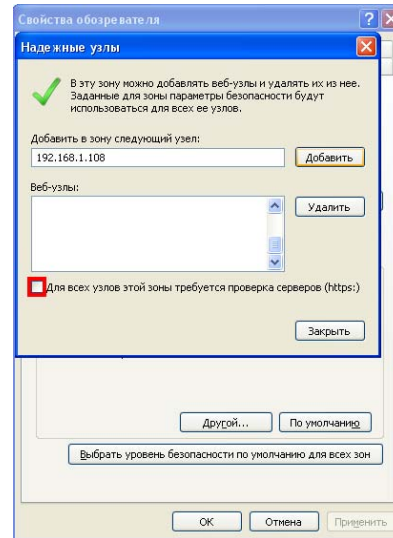 Свойства обозревателя
Надежные узлы
В эту зону можно добавлять веб-узлы и удалять их из нее.
Заданные для зоны параметры безопасности будут
использоваться для всех ее узлов.
Добавить в зону следующий узел:
192.168.1.108
Добавить
Веб-узлы:
Удалить
Для всех узлов этой зоны требуется проверка серверов (https:)
Закрыть
Другой...
По умолчанию
Выбрать уровень безопасности по умолчанию для всех зон
ОК
Отмена
Применить